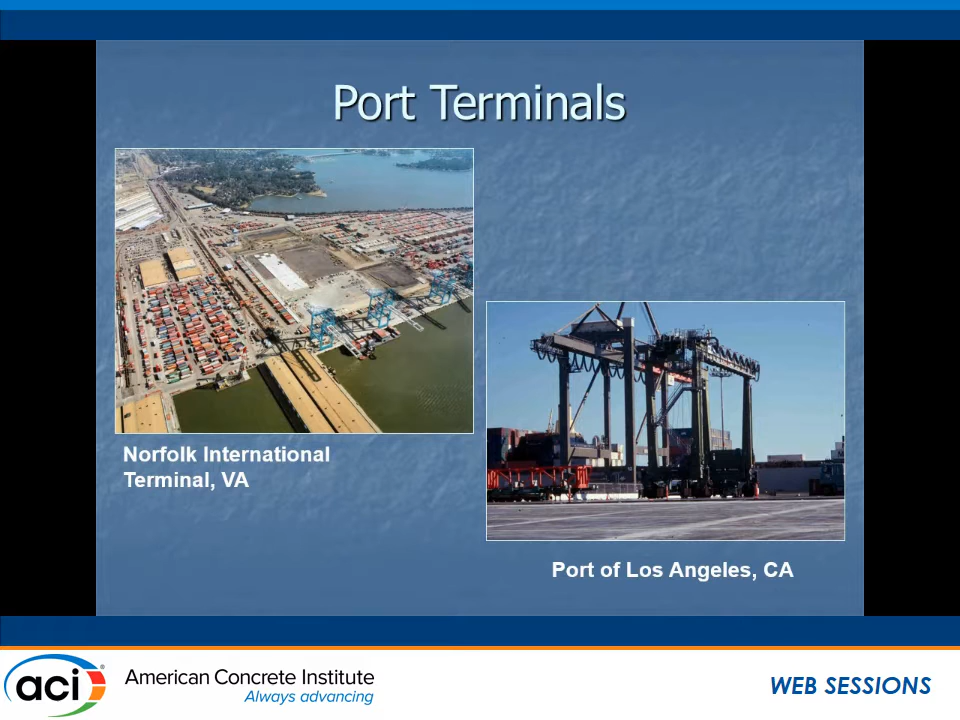 Port Terminals
Norfolk International
Terminal, VA
Port of Los Angeles, CA
aci®
American Concrete Institute
Always advancing
WEB SESSIONS